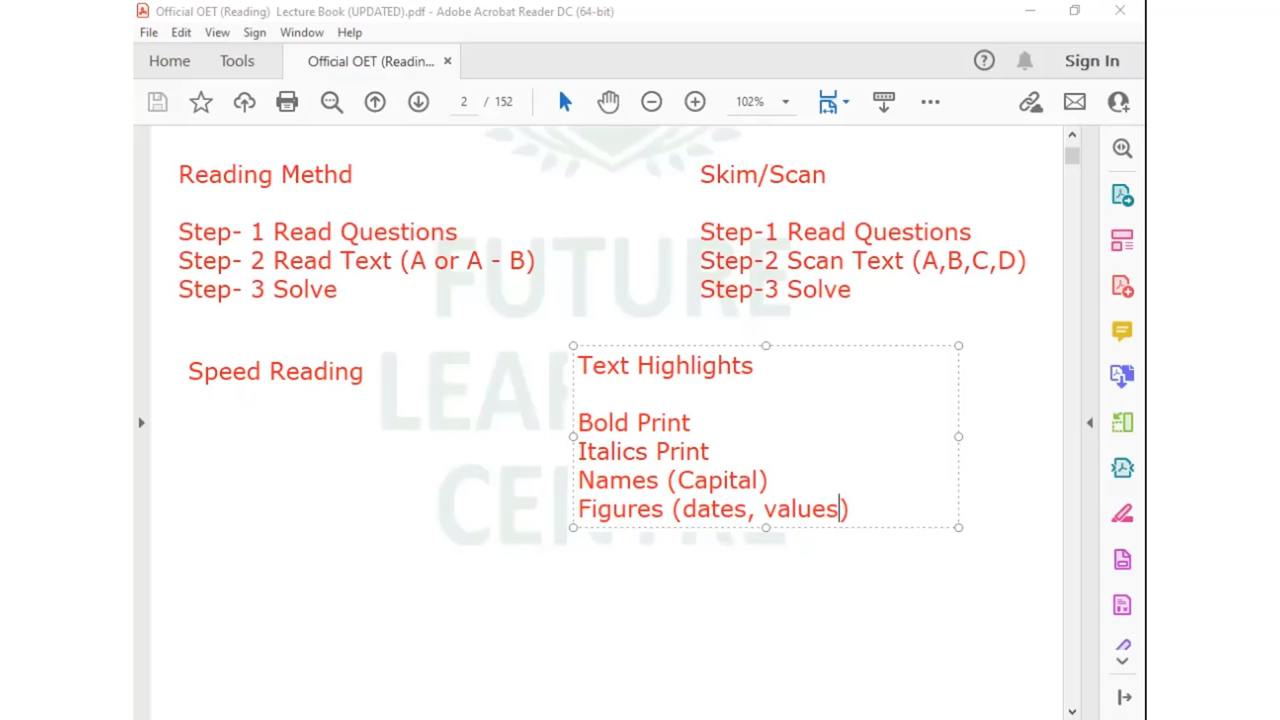 Official OET (Reading) Lecture Book (UPDATED).pdf - Adobe Acrobat Reader DC (64-bit)
File Edit View Sign Window Help
Home Tools Official OET (Readin... Sign In
2 / 152 102%
Reading Methd
Step- 1 Read Questions
Step- 2 Read Text (A or A - B)
Step- 3 Solve
Skim/Scan
Step-1 Read Questions
Step-2 Scan Text (A,B,C,D)
Step-3 Solve
Speed Reading
Text Highlights
Bold Print
Italics Print
Names (Capital)
Figures (dates, values)
FUTURE
LEAR
CENTRE